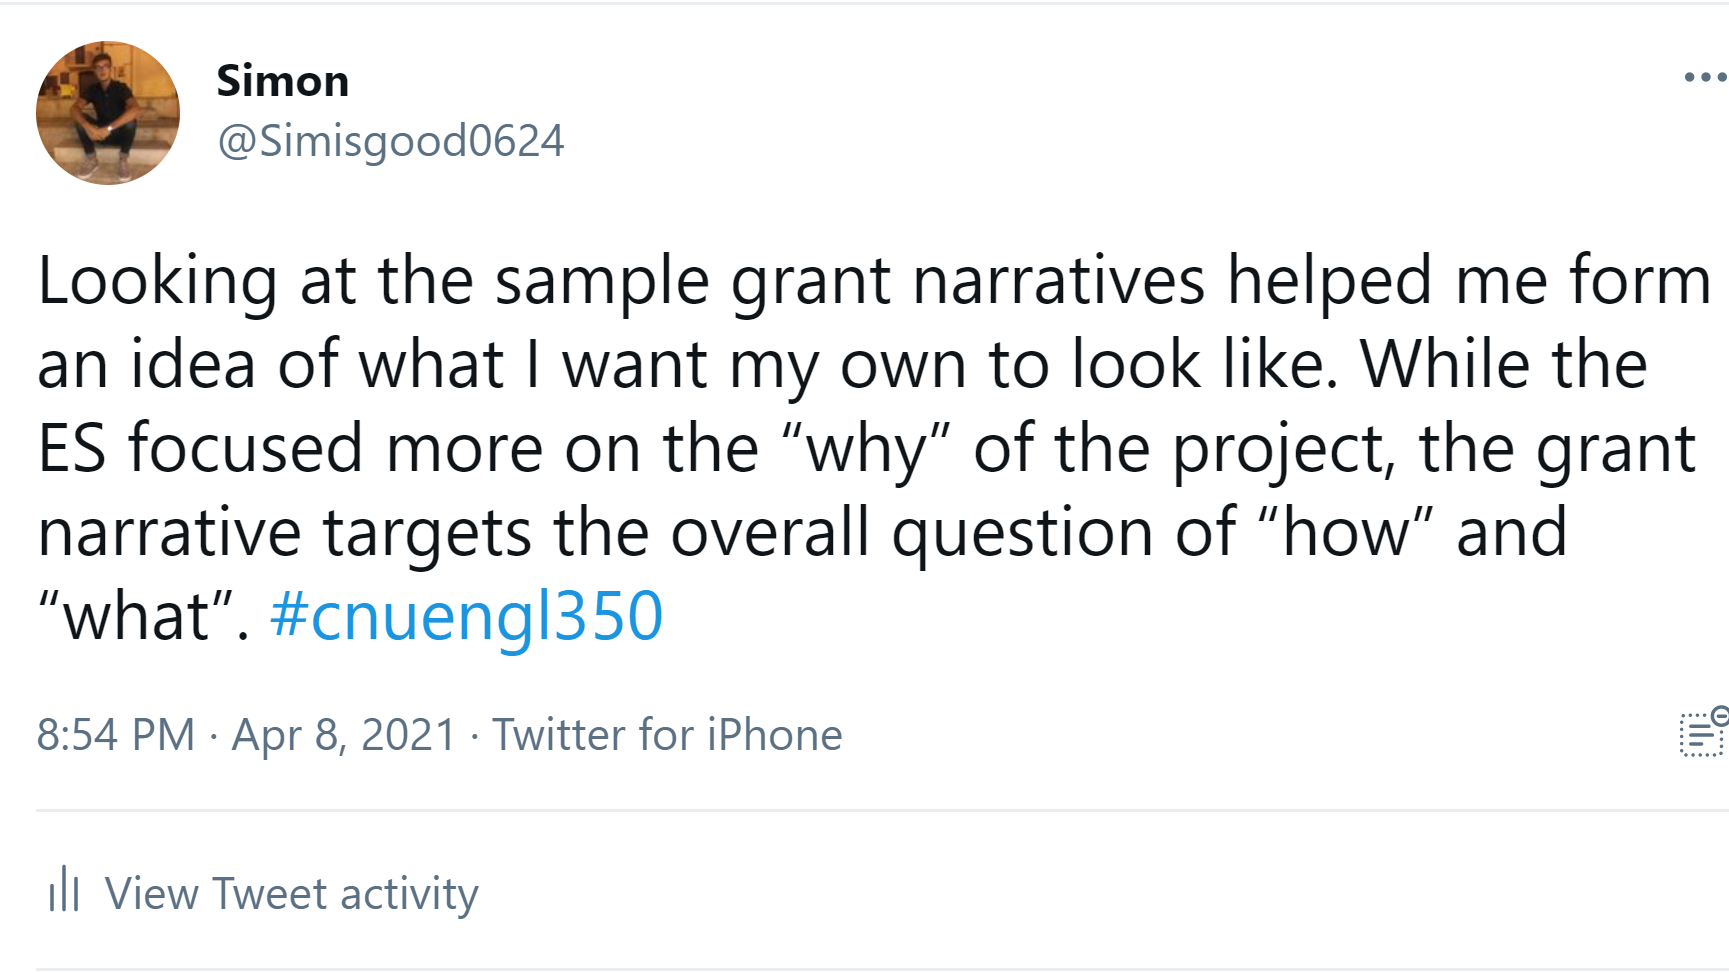 Simon
@Simisgood0624
Looking at the sample grant narratives helped me form
an idea of what I want my own to look like. While the
ES focused more on the “why” of the project, the grant
narrative targets the overall question of “how” and
“what”. #cnuengl350
8:54 PM · Apr 8, 2021 · Twitter for iPhone
View Tweet activity